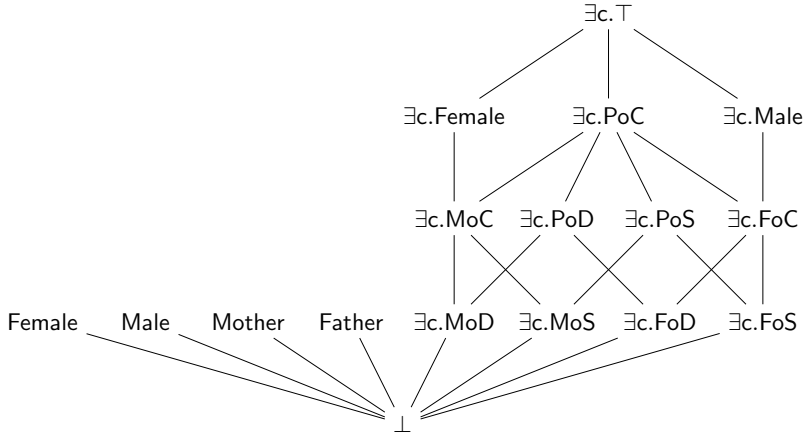 ∃c.⊤
∃c.Female ∃c.PoC ∃c.Male
∃c.MoC ∃c.PoD ∃c.PoS ∃c.FoC
Female Male Mother Father ∃c.MoD ∃c.MoS ∃c.FoD ∃c.FoS
⊥